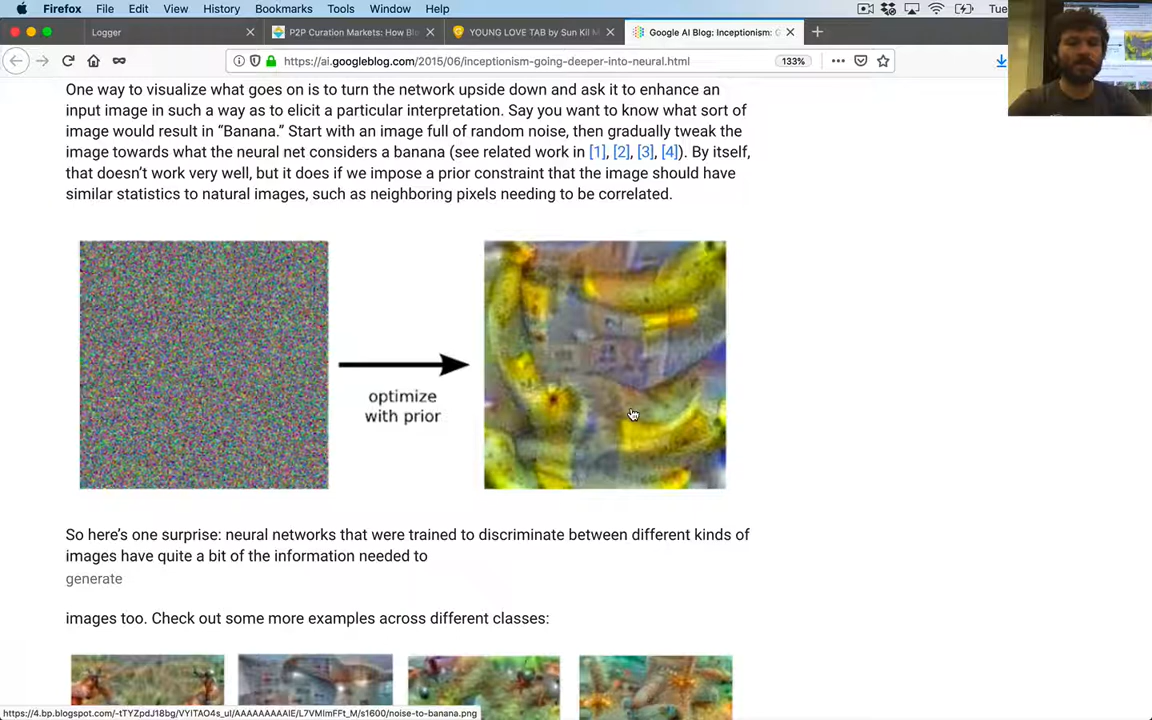 Firefox File Edit View History Bookmarks Tools Window Help Tue
Logger P2P Curation Markets: How Blo YOUNG LOVE TAB by Sun Kil M Google AI Blog: Inceptionism: G
https://ai.googleblog.com/2015/06/inceptionism-going-deeper-into-neural.html 133%
One way to visualize what goes on is to turn the network upside down and ask it to enhance an
input image in such a way as to elicit a particular interpretation. Say you want to know what sort of
image would result in “Banana.” Start with an image full of random noise, then gradually tweak the
image towards what the neural net considers a banana (see related work in [1], [2], [3], [4]). By itself,
that doesn’t work very well, but it does if we impose a prior constraint that the image should have
similar statistics to natural images, such as neighboring pixels needing to be correlated.
optimize
with prior
So here’s one surprise: neural networks that were trained to discriminate between different kinds of
images have quite a bit of the information needed to
generate
images too. Check out some more examples across different classes: